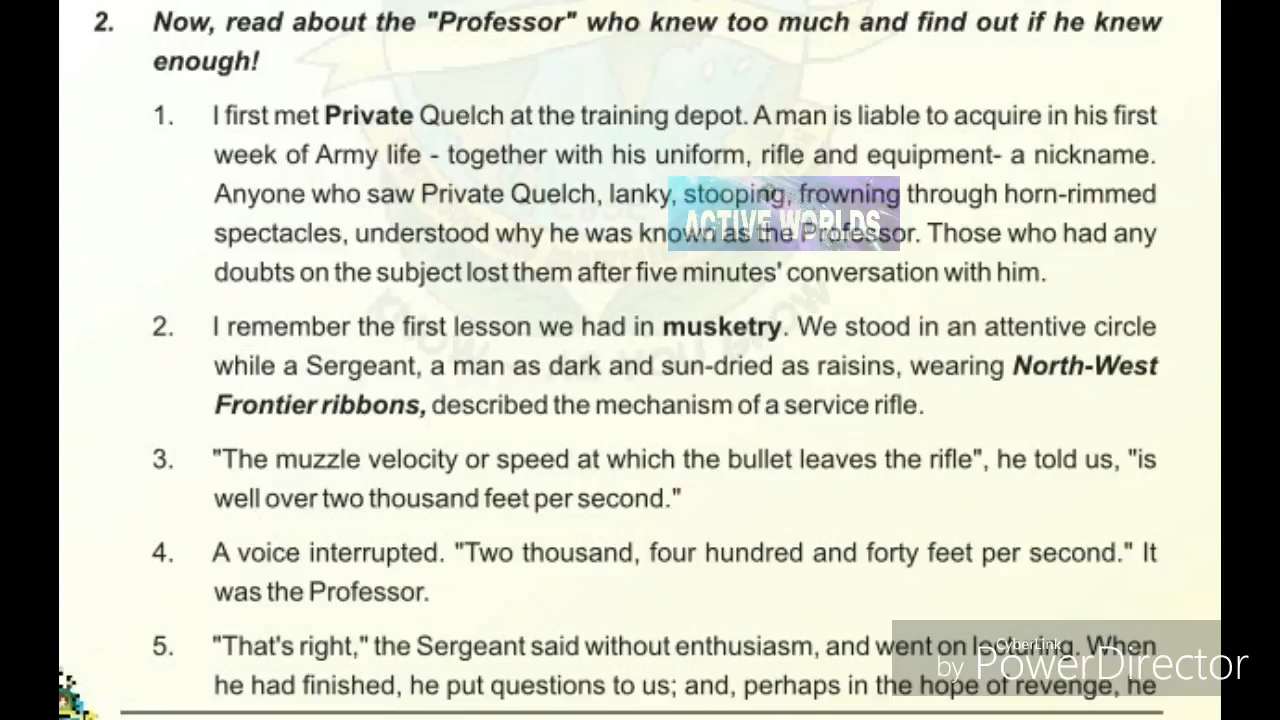 2. Now, read about the "Professor" who knew too much and find out if he knew
enough!
1. I first met Private Quelch at the training depot. A man is liable to acquire in his first
week of Army life - together with his uniform, rifle and equipment- a nickname.
Anyone who saw Private Quelch, lanky, stooping, frowning through horn-rimmed
ACTIVE WORLDS
spectacles, understood why he was known as the Professor. Those who had any
doubts on the subject lost them after five minutes' conversation with him.
2. I remember the first lesson we had in musketry. We stood in an attentive circle
while a Sergeant, a man as dark and sun-dried as raisins, wearing North-West
Frontier ribbons, described the mechanism of a service rifle.
3. "The muzzle velocity or speed at which the bullet leaves the rifle", he told us, "is
well over two thousand feet per second."
4. A voice interrupted. "Two thousand, four hundred and forty feet per second." It
was the Professor.
5. "That's right," the Sergeant said without enthusiasm, and went on lecturing. When
he had finished, he put questions to us; and, perhaps in the hope of revenge, he
CyberLink
by PowerDirector